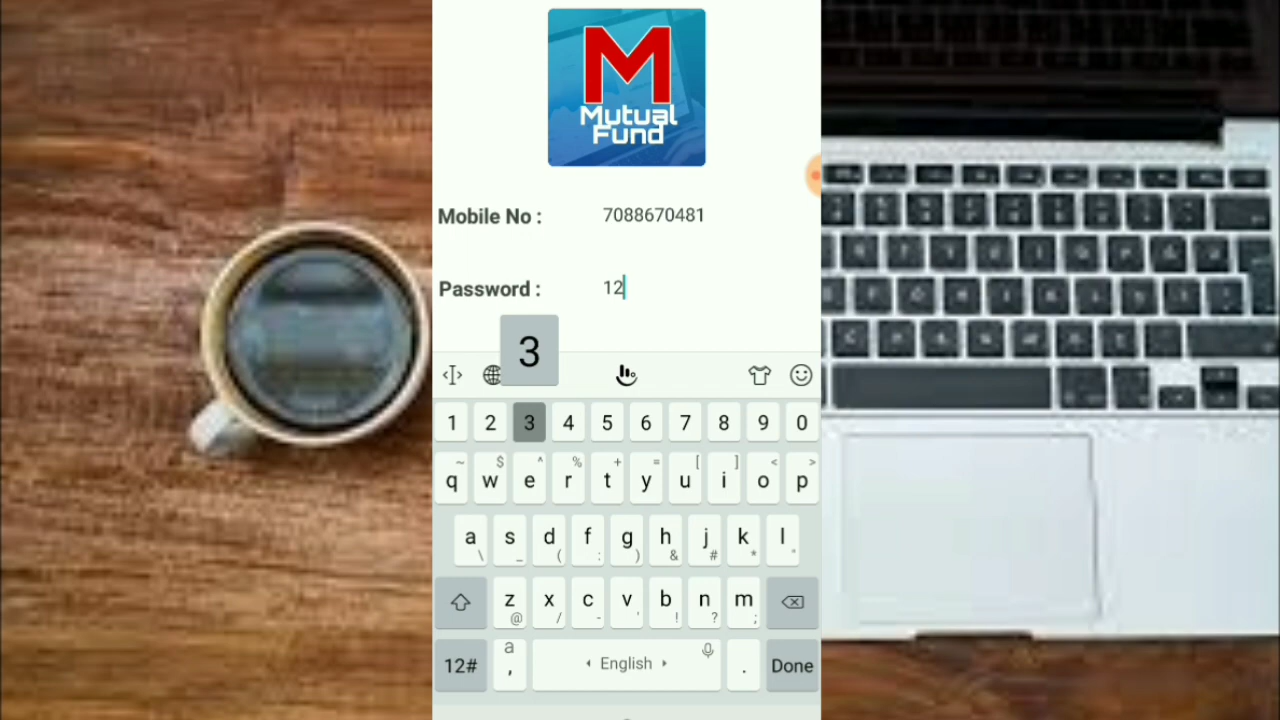 M
Mutual
Fund
Mobile No : 7088670481
Password : 12
3
1 2 3 4 5 6 7 8 9 0
~ $ ^ % + = [ ] < >
q w e r t y u i o p
a s d f g h j k l
\ _ ( : ) & # * "
z x c v b n m
@ / - ' ! ? ;
12# a , English . Done